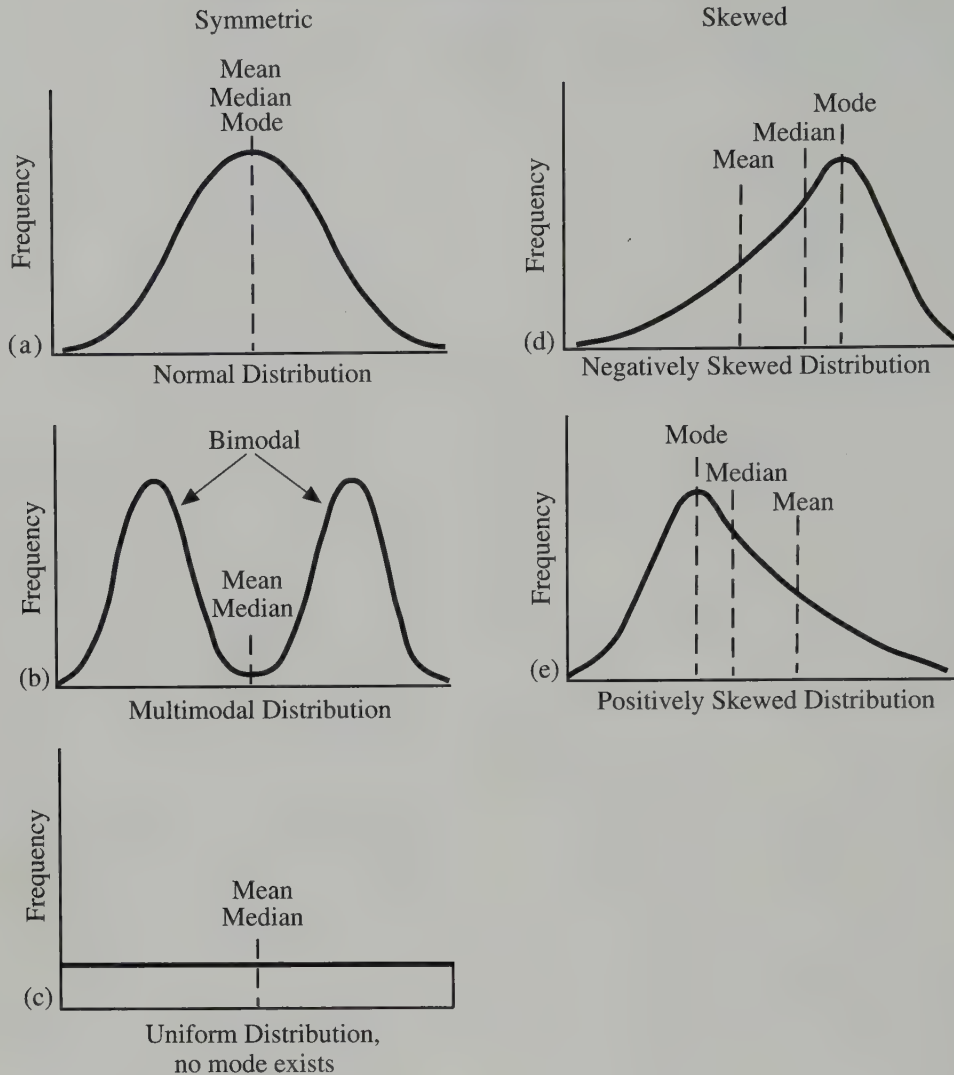 Symmetric
Mean
Median
Mode
Frequency
(a)
Normal Distribution
Bimodal
Mean
Median
Frequency
(b)
Multimodal Distribution
Mean
Median
Frequency
(c)
Uniform Distribution,
no mode exists
Skewed
Mode
Median
Mean
Frequency
(d)
Negatively Skewed Distribution
Mode
Median
Mean
Frequency
(e)
Positively Skewed Distribution